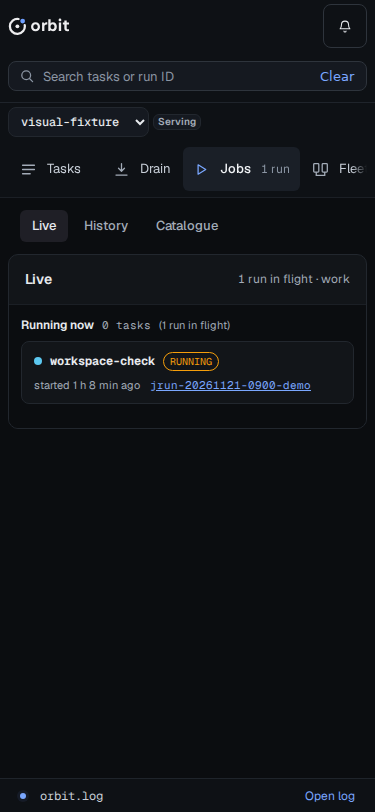 orbit
Search tasks or run ID Clear
visual-fixture Serving
Tasks Drain Jobs 1 run Flee
Live History Catalogue
Live 1 run in flight · work
Running now 0 tasks (1 run in flight)
workspace-check RUNNING
started 1 h 8 min ago jrun-20261121-0900-demo
orbit.log Open log